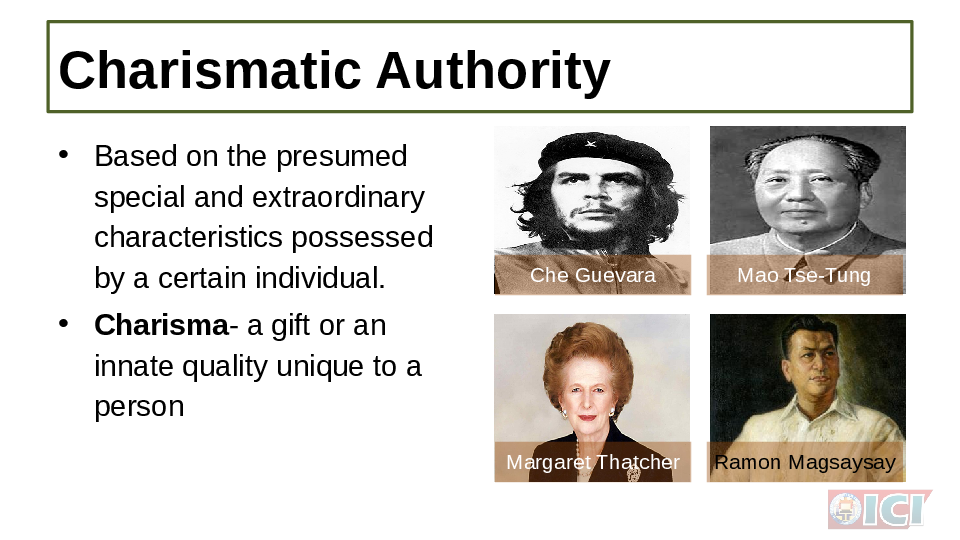 Charismatic Authority
• Based on the presumed
special and extraordinary
characteristics possessed
by a certain individual.
• Charisma- a gift or an
innate quality unique to a
person
Che Guevara
Mao Tse-Tung
Margaret Thatcher
Ramon Magsaysay
ICI